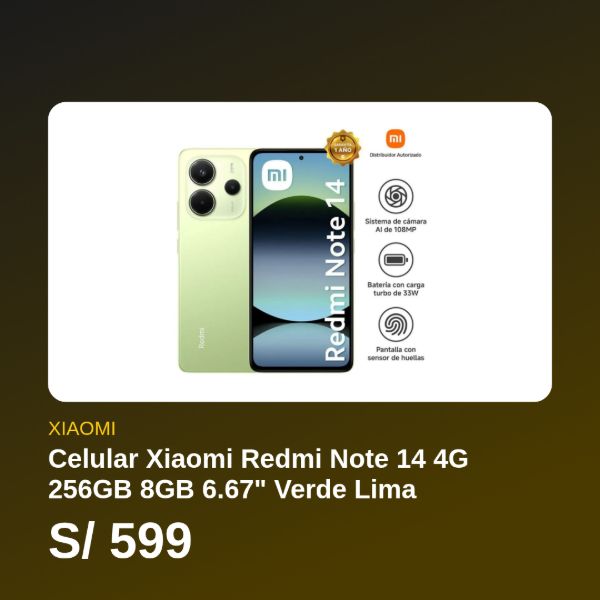 GARANTÍA
1 AÑO
mi
Distribuidor Autorizado
mi
Redmi Note 14
Redmi
Sistema de cámara
AI de 108MP
Batería con carga
turbo de 33W
Pantalla con
sensor de huellas
XIAOMI
Celular Xiaomi Redmi Note 14 4G
256GB 8GB 6.67" Verde Lima
S/ 599